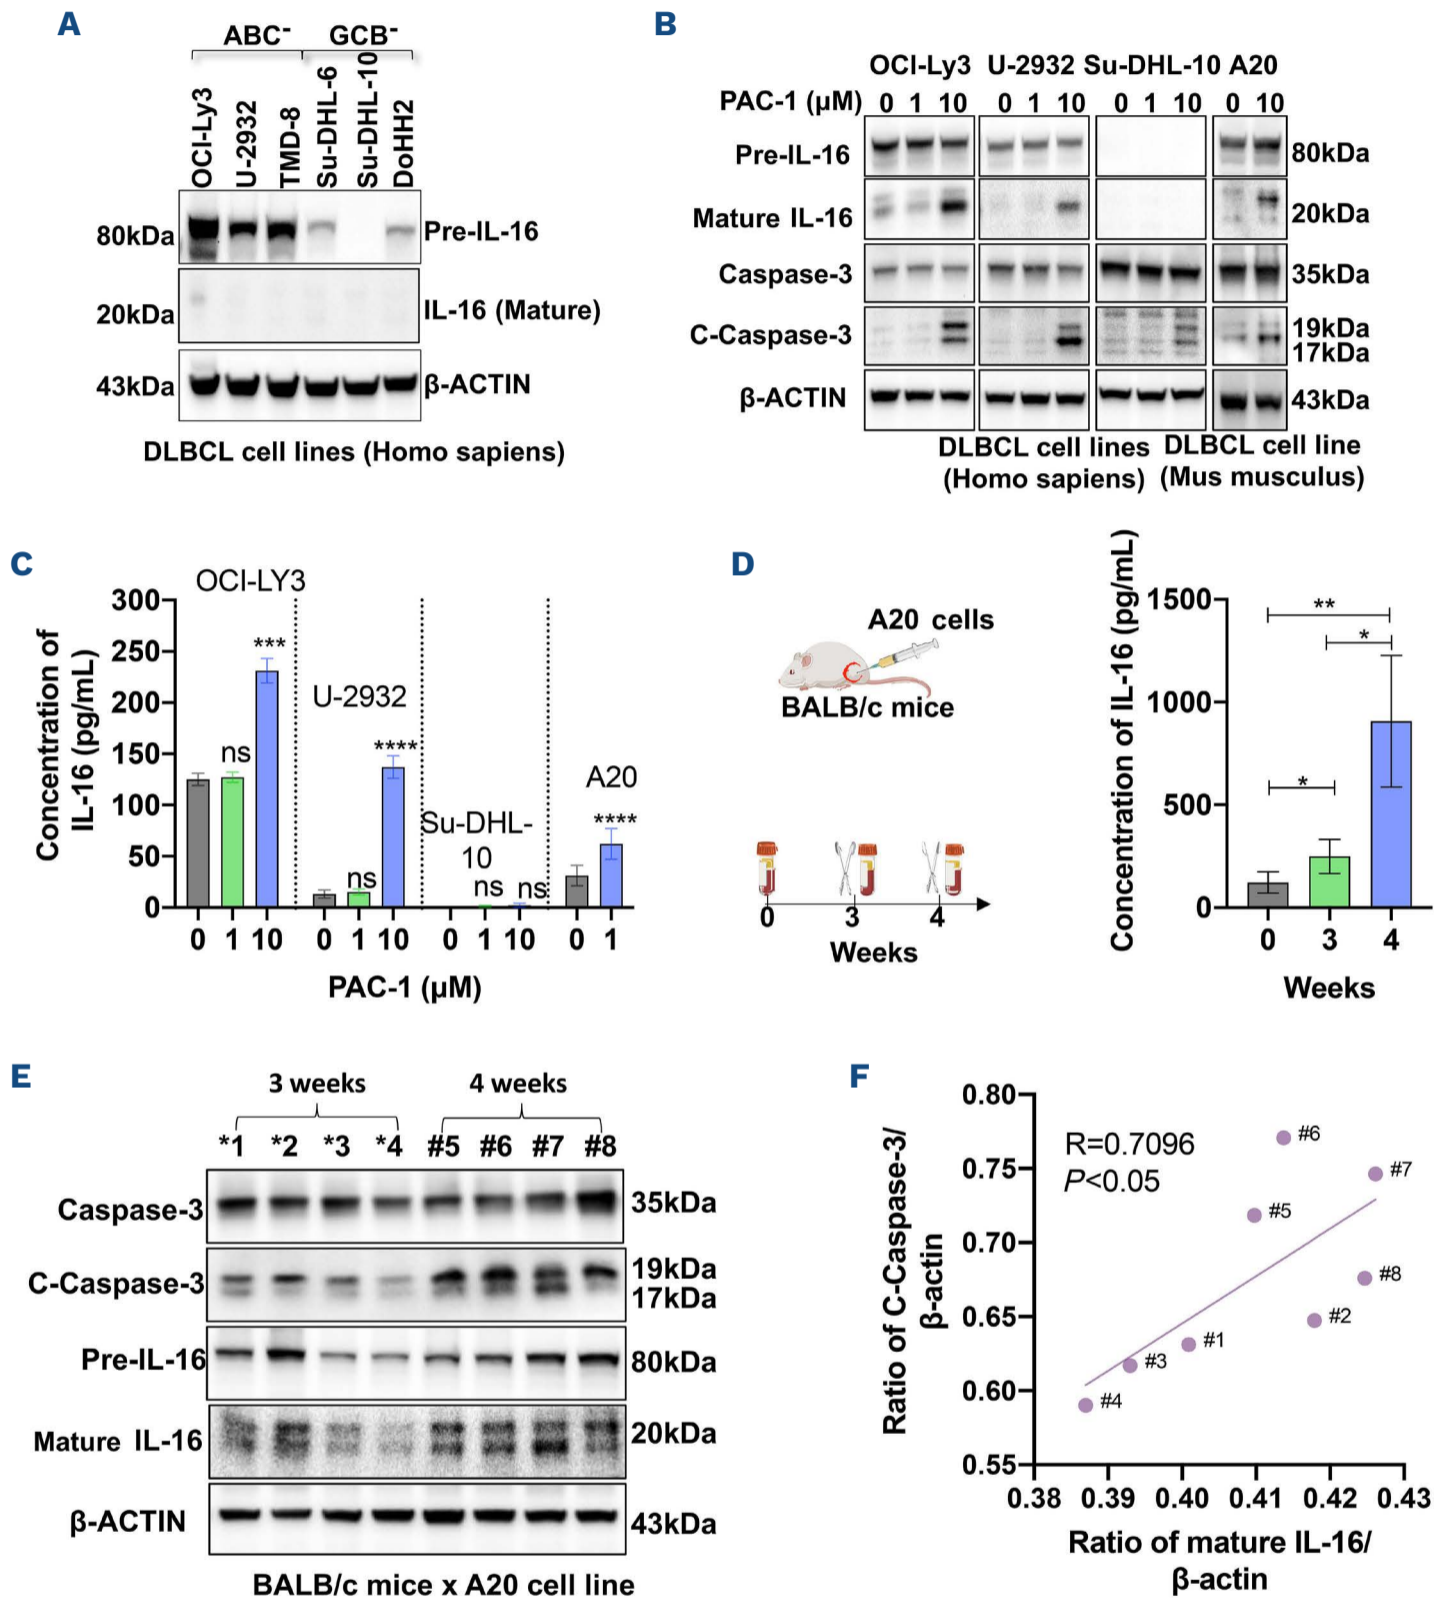 A
ABC- GCB-
OCI-Ly3
U-2932
TMD-8
Su-DHL-6
Su-DHL-10
DoHH2
80kDa Pre-IL-16
20kDa IL-16 (Mature)
43kDa β-ACTIN
DLBCL cell lines (Homo sapiens)
B
OCI-Ly3 U-2932 Su-DHL-10 A20
PAC-1 (μM) 0 1 10 0 1 10 0 1 10 0 10
Pre-IL-16 80kDa
Mature IL-16 20kDa
Caspase-3 35kDa
C-Caspase-3 19kDa
17kDa
β-ACTIN 43kDa
DLBCL cell lines
(Homo sapiens)
DLBCL cell line
(Mus musculus)
C
Concentration of
IL-16 (pg/mL)
300
250
200
150
100
50
0
OCI-LY3
ns
***
U-2932
ns
****
Su-DHL-
10
ns ns
A20
****
0 1 10 0 1 10 0 1 10 0 1
PAC-1 (μM)
D
A20 cells
BALB/c mice
0 3 4
Weeks
Concentration of IL-16 (pg/mL)
1500
1000
500
0
**
*
*
0 3 4
Weeks
E
3 weeks 4 weeks
*1 *2 *3 *4 #5 #6 #7 #8
Caspase-3 35kDa
C-Caspase-3 19kDa
17kDa
Pre-IL-16 80kDa
Mature IL-16 20kDa
β-ACTIN 43kDa
BALB/c mice x A20 cell line
F
Ratio of C-Caspase-3/
β-actin
0.80
0.75
0.70
0.65
0.60
0.55
R=0.7096
P<0.05
#6
#7
#5
#8
#2
#1
#3
#4
0.38 0.39 0.40 0.41 0.42 0.43
Ratio of mature IL-16/
β-actin